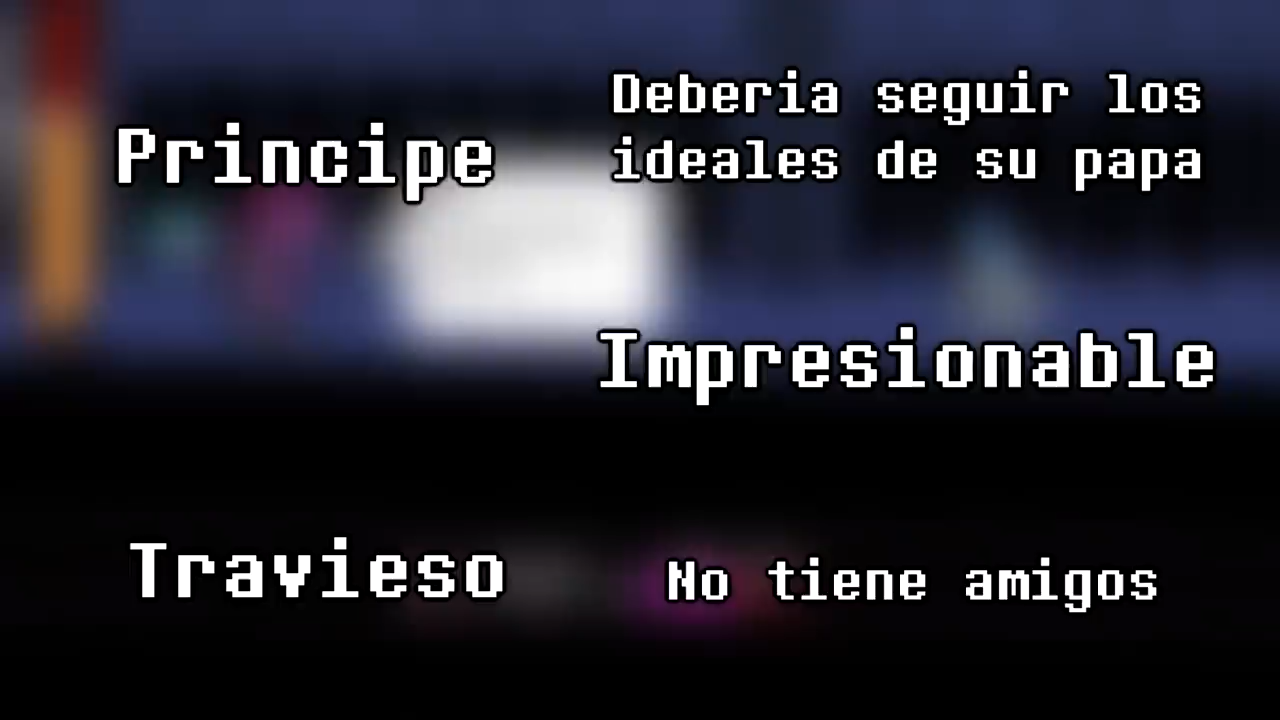 Principe
Deberia seguir los
ideales de su papa
Impresionable
Travieso
No tiene amigos